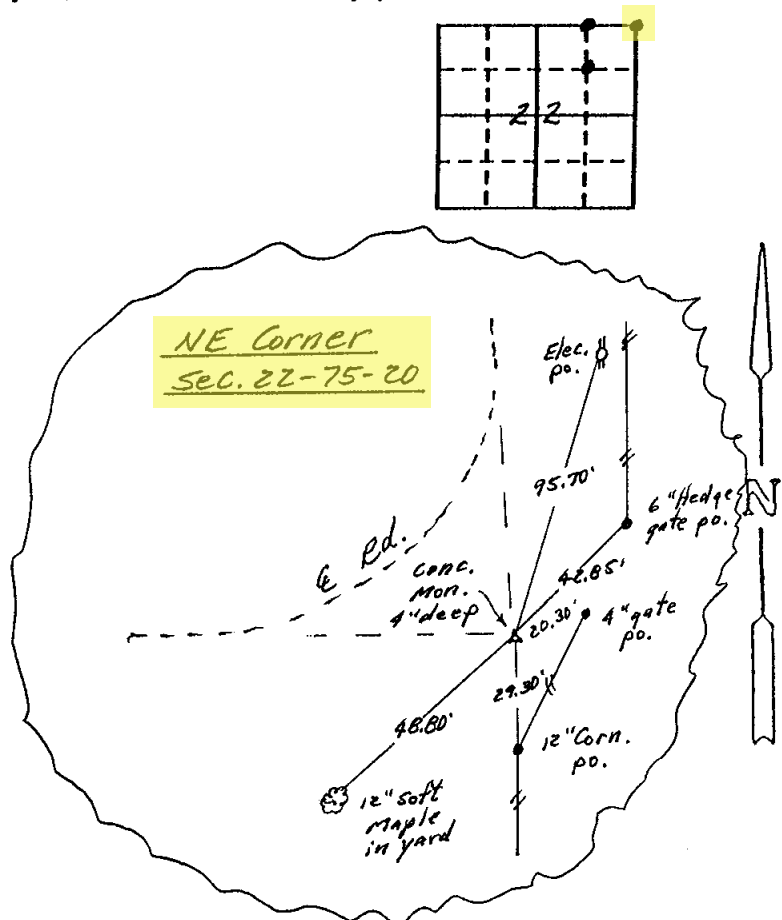 22
NE Corner
Sec. 22-75-20
Elec.
po.
95.70'
6" Hedge
gate po.
N
℄ Rd.
Conc.
Mon.
4" deep
42.85'
20.30'
4" gate
po.
29.30'
48.80'
12" Corn.
po.
12" Soft
Maple
in yard